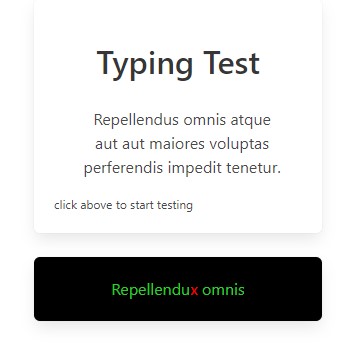 Typing Test
Repellendus omnis atque
aut aut maiores voluptas
perferendis impedit tenetur.
click above to start testing
Repellendux omnis